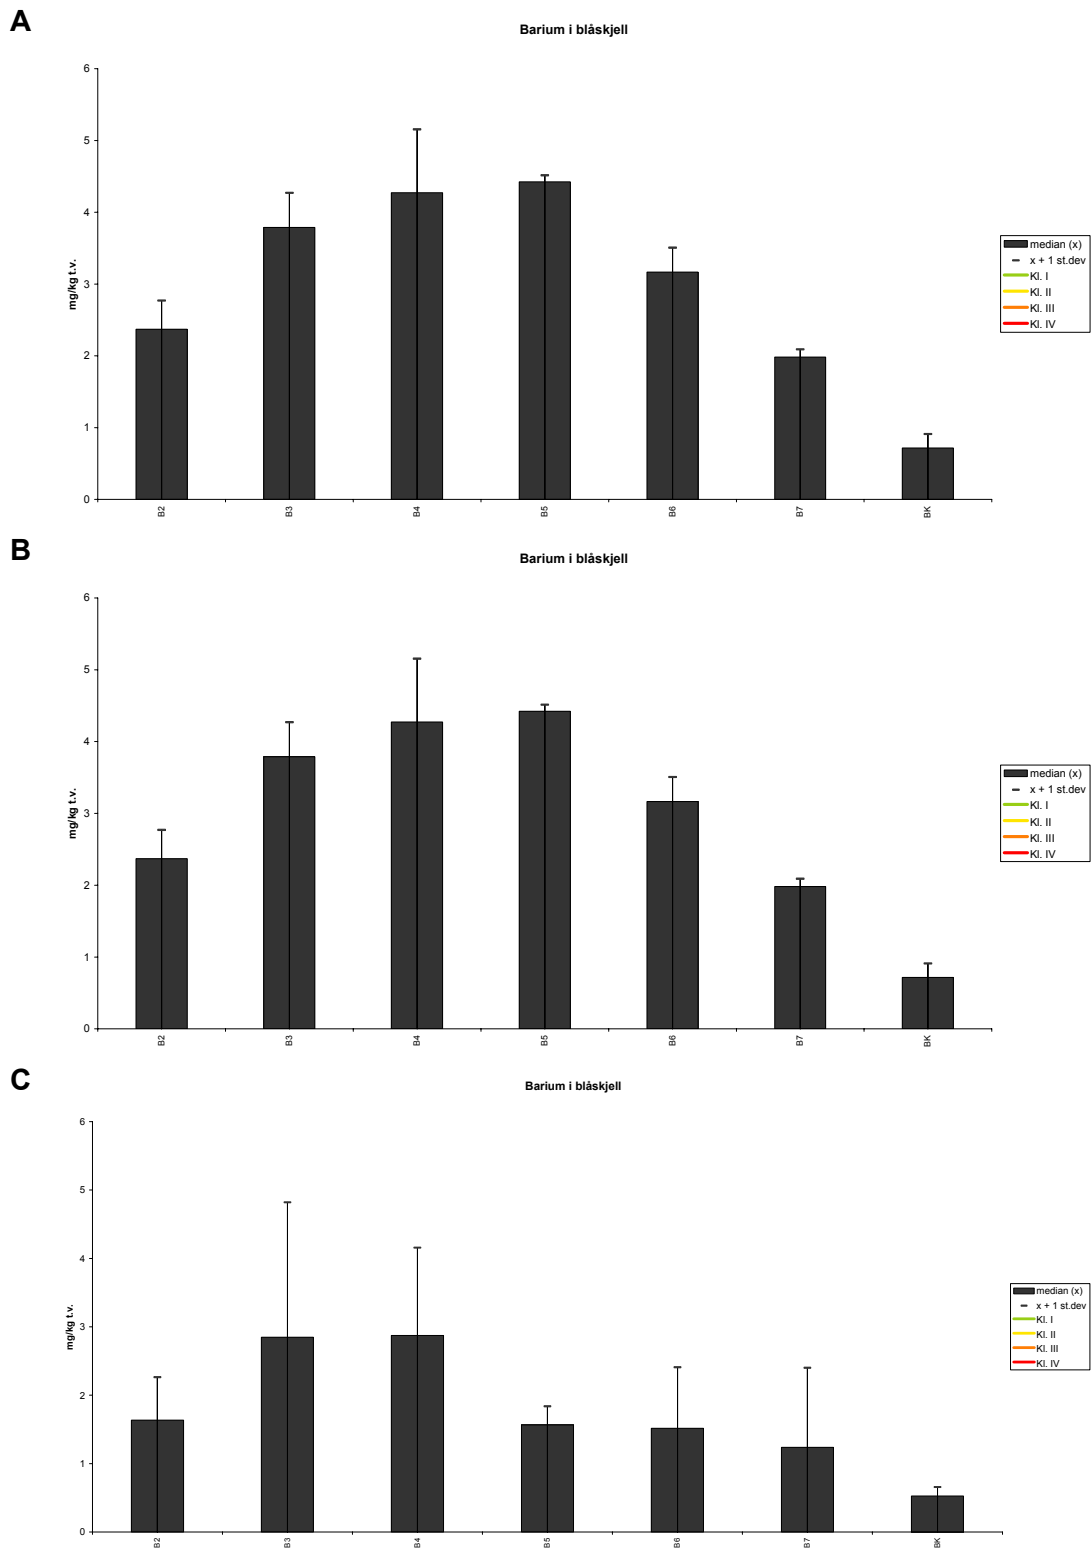 A
Barium i blåskjell
6
5
4
3
2
1
0
mg/kg t.v.
B2
B3
B4
B5
B6
B7
BK
median (x)
x + 1 st.dev
Kl. I
Kl. II
Kl. III
Kl. IV
B
Barium i blåskjell
6
5
4
3
2
1
0
mg/kg t.v.
B2
B3
B4
B5
B6
B7
BK
median (x)
x + 1 st.dev
Kl. I
Kl. II
Kl. III
Kl. IV
C
Barium i blåskjell
6
5
4
3
2
1
0
mg/kg t.v.
B2
B3
B4
B5
B6
B7
BK
median (x)
x + 1 st.dev
Kl. I
Kl. II
Kl. III
Kl. IV